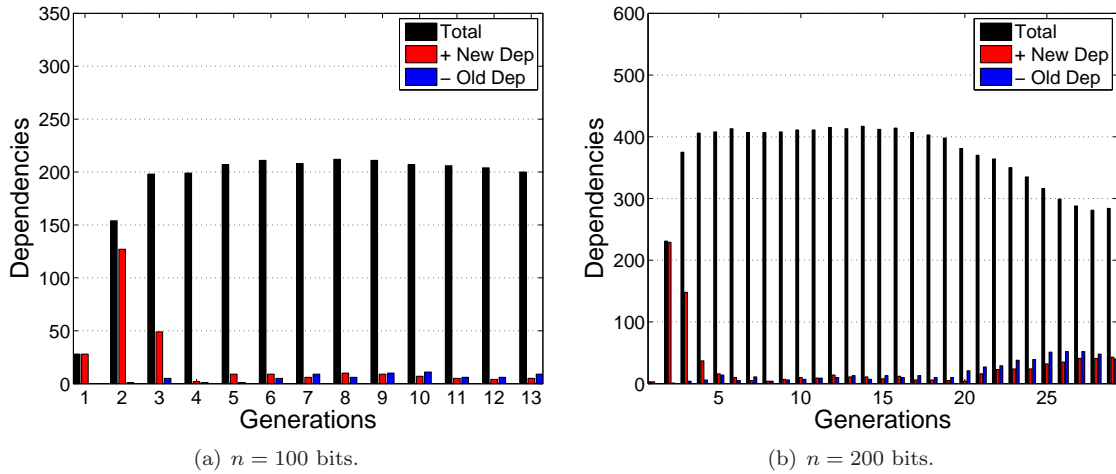 350
300
250
200
150
100
50
0
Dependencies
1 2 3 4 5 6 7 8 9 10 11 12 13
Generations
Total
+ New Dep
− Old Dep
(a) n = 100 bits.
600
500
400
300
200
100
0
Dependencies
5 10 15 20 25
Generations
Total
+ New Dep
− Old Dep
(b) n = 200 bits.